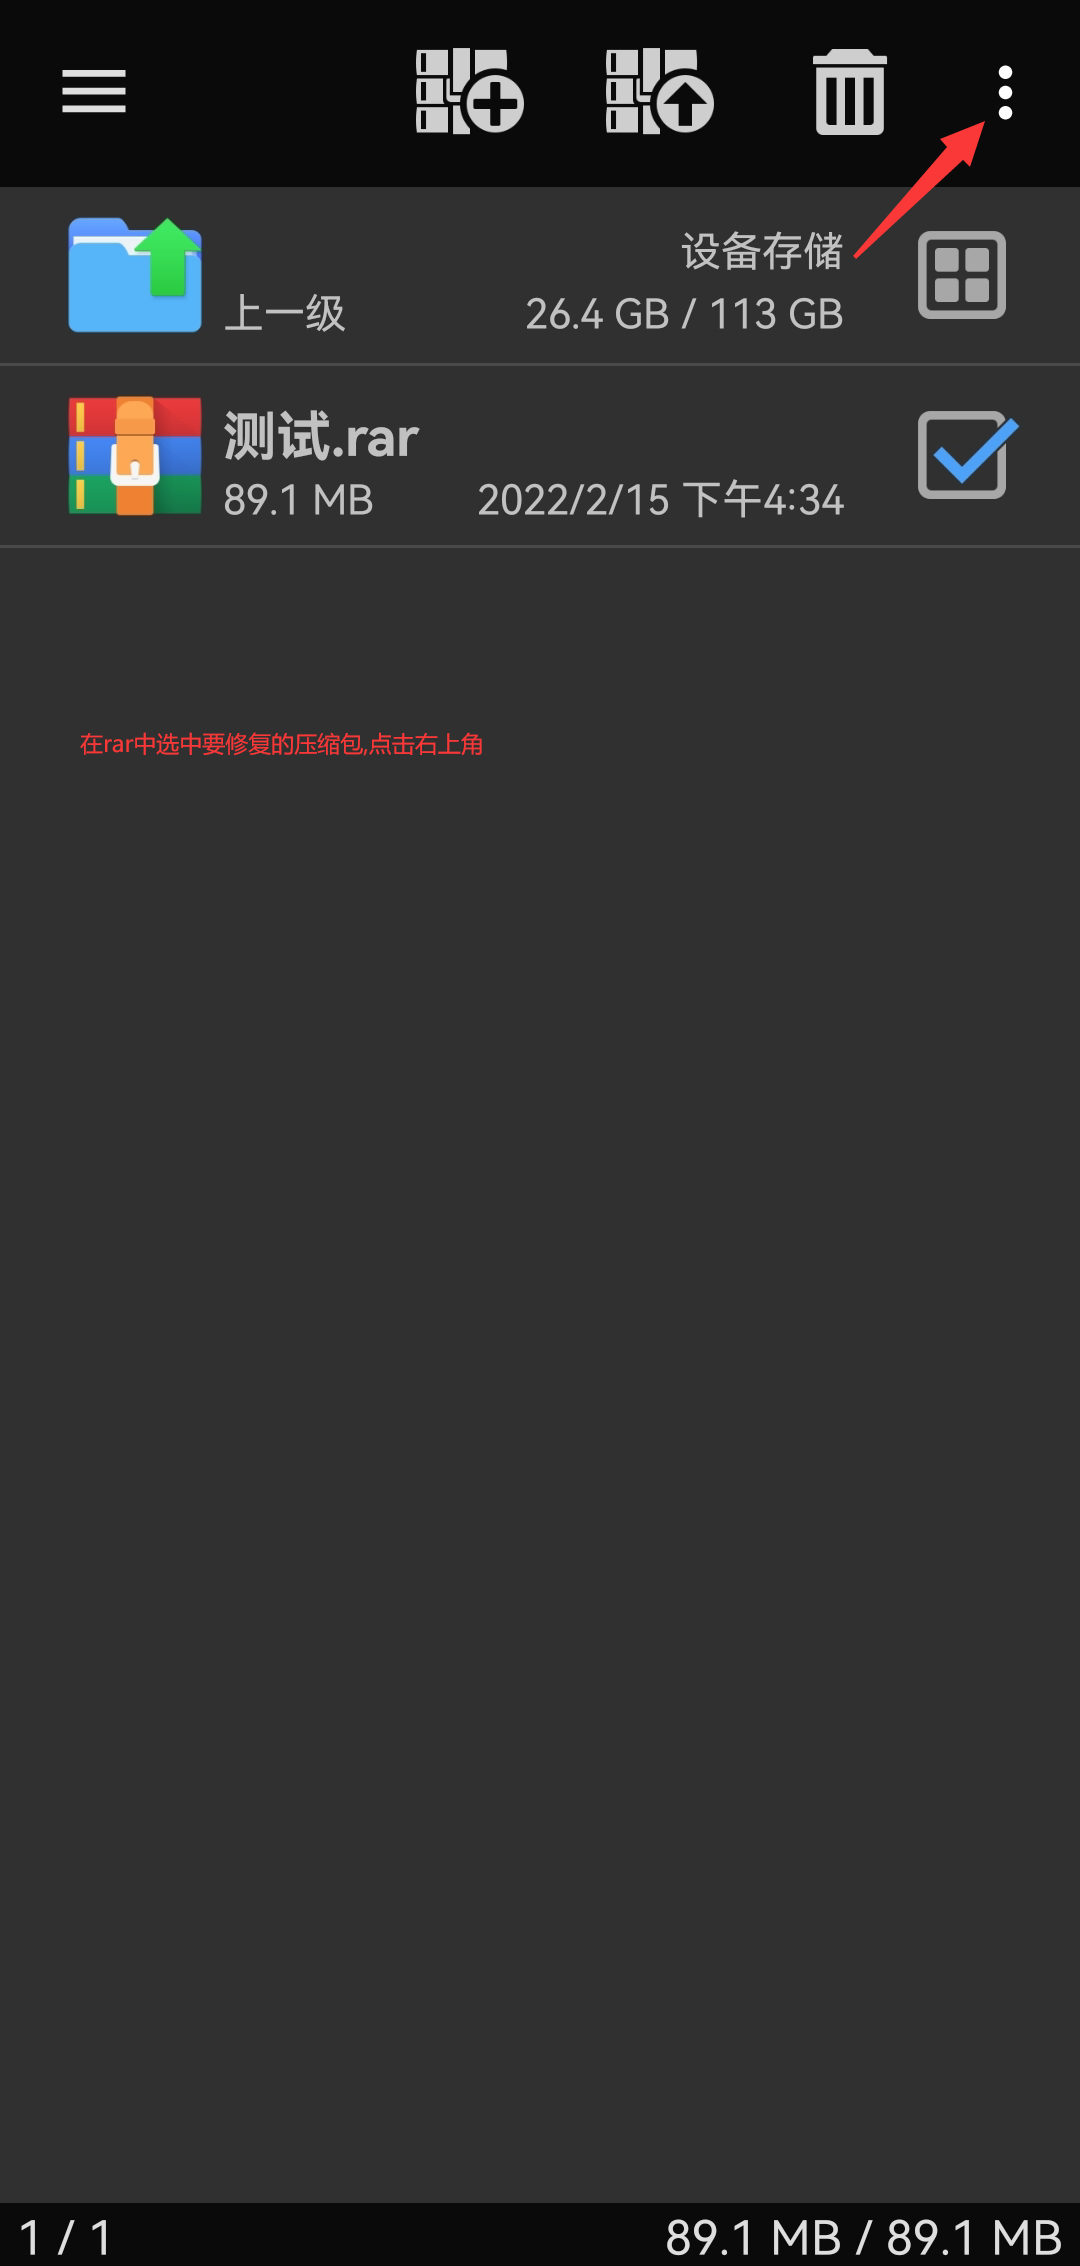 设备存储
上一级
26.4 GB / 113 GB
测试.rar
89.1 MB
2022/2/15 下午4:34
在rar中选中要修复的压缩包,点击右上角
1 / 1
89.1 MB / 89.1 MB